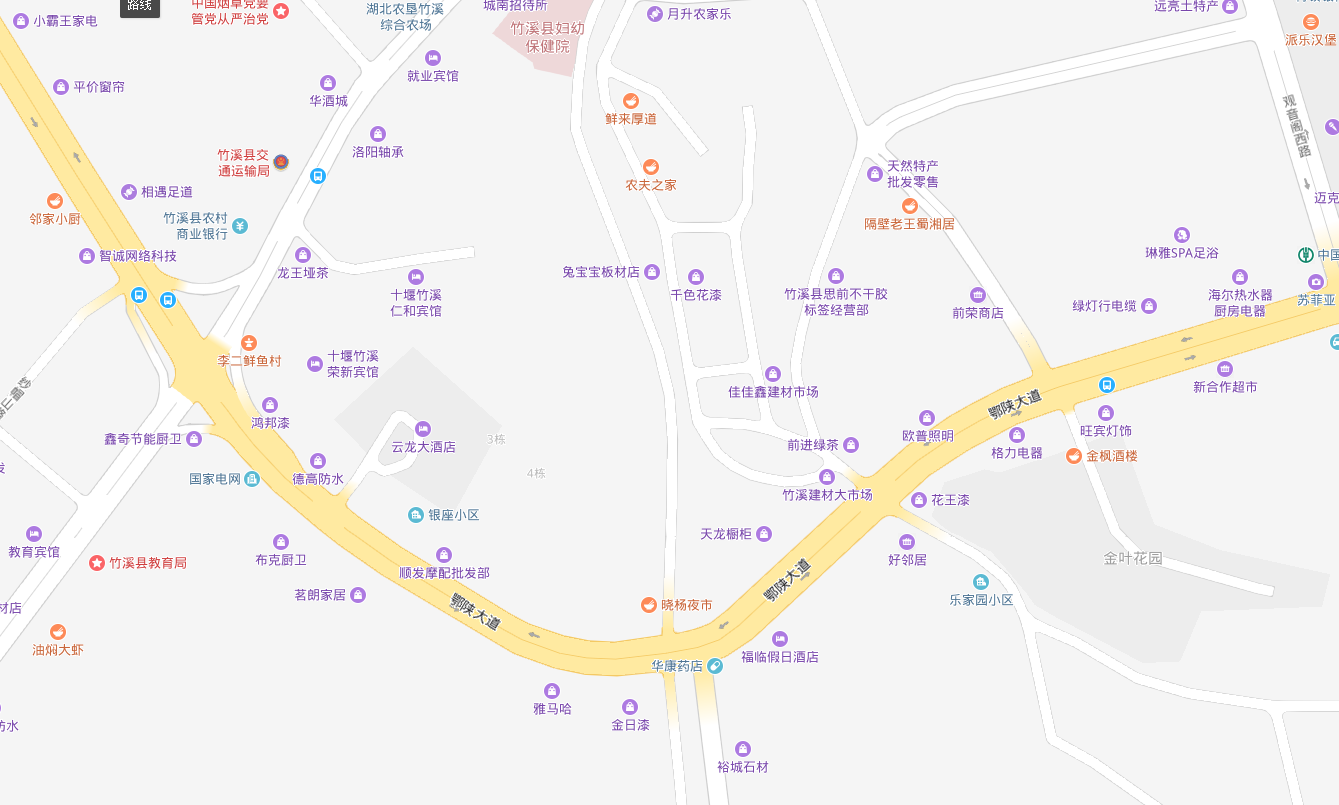 路线
中国烟草党委
管党从严治党
湖北农垦竹溪
综合农场
城南招待所
月升农家乐
远亮土特产
小霸王家电
竹溪县妇幼
保健院
派乐汉堡
就业宾馆
平价窗帘
华酒城
鲜来厚道
洛阳轴承
观音阁西路
竹溪县交
通运输局
农夫之家
天然特产
批发零售
相遇足道
邻家小厨
竹溪县农村
商业银行
隔壁老王蜀湘居
迈克
智诚网络科技
龙王垭茶
兔宝宝板材店
琳雅SPA足浴
中国
十堰竹溪
仁和宾馆
千色花漆
竹溪县思前不干胶
标签经营部
前荣商店
绿灯行电缆
海尔热水器
厨房电器
苏菲亚
李二鲜鱼村
十堰竹溪
荣新宾馆
佳佳鑫建材市场
新合作超市
鄂陕大道
鸿邦漆
鑫奇节能厨卫
云龙大酒店
3栋
前进绿茶
欧普照明
旺宾灯饰
格力电器
金枫酒楼
国家电网
德高防水
4栋
竹溪建材大市场
花王漆
银座小区
教育宾馆
竹溪县教育局
布克厨卫
顺发摩配批发部
天龙橱柜
好邻居
金叶花园
茗朗家居
鄂陕大道
鄂陕大道
晓杨夜市
乐家园小区
材店
油焖大虾
华康药店
福临假日酒店
雅马哈
金日漆
防水
裕城石材